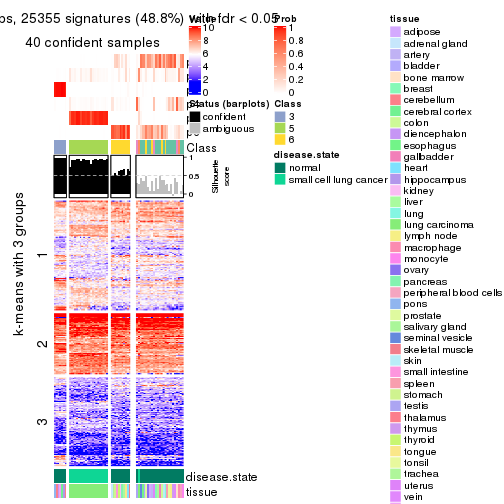 ps, 25355 signatures (48.8%) with fdr < 0.05
40 confident samples
Value
10
8
6
4
2
0
Prob
1
0.8
0.6
0.4
0.2
0
Status (barplots)
confident
ambiguous
Class
3
5
6
disease.state
normal
small cell lung cancer
tissue
adipose
adrenal gland
artery
bladder
bone marrow
breast
cerebellum
cerebral cortex
colon
diencephalon
esophagus
gallbader
heart
hippocampus
kidney
liver
lung
lung carcinoma
lymph node
macrophage
monocyte
ovary
pancreas
peripheral blood cells
pons
prostate
salivary gland
seminal vesicle
skeletal muscle
skin
small intestine
spleen
stomach
testis
thalamus
thymus
thyroid
tongue
tonsil
trachea
uterus
vein
Class
1
0.5
0
Silhouette
score
k-means with 3 groups
1
2
3
disease.state
tissue